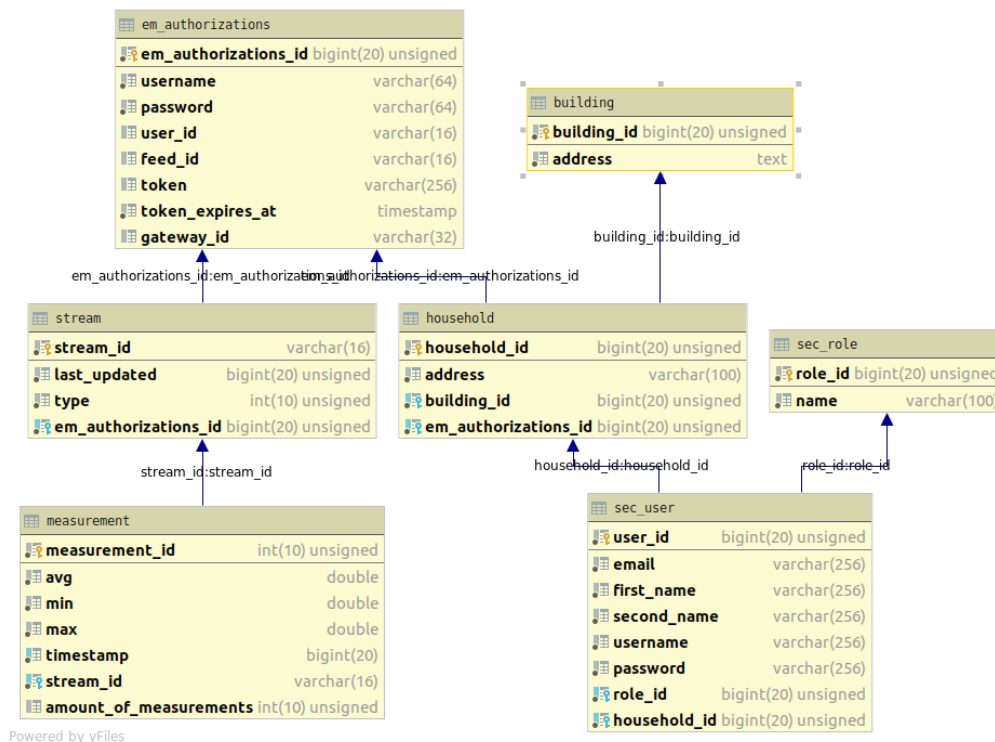 em_authorizations
em_authorizations_id bigint(20) unsigned
username varchar(64)
password varchar(64)
user_id varchar(16)
feed_id varchar(16)
token varchar(256)
token_expires_at timestamp
gateway_id varchar(32)
building
building_id bigint(20) unsigned
address text
building_id:building_id
em_authorizations_id:em_authorizations_id
em_authorizations_id:em_authorizations_id
stream
stream_id varchar(16)
last_updated bigint(20) unsigned
type int(10) unsigned
em_authorizations_id bigint(20) unsigned
household
household_id bigint(20) unsigned
address varchar(100)
building_id bigint(20) unsigned
em_authorizations_id bigint(20) unsigned
sec_role
role_id bigint(20) unsigned
name varchar(100)
stream_id:stream_id
household_id:household_id
role_id:role_id
measurement
measurement_id int(10) unsigned
avg double
min double
max double
timestamp bigint(20)
stream_id varchar(16)
amount_of_measurements int(10) unsigned
sec_user
user_id bigint(20) unsigned
email varchar(256)
first_name varchar(256)
second_name varchar(256)
username varchar(256)
password varchar(256)
role_id bigint(20) unsigned
household_id bigint(20) unsigned
Powered by yFiles